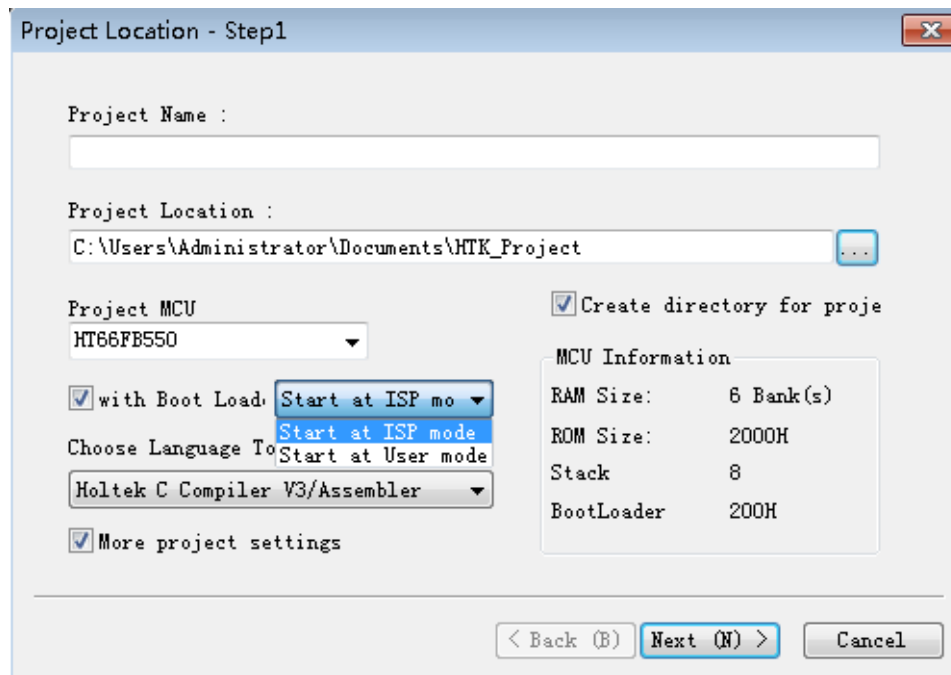 Project Location - Step1
Project Name :
Project Location :
C:\Users\Administrator\Documents\HTK_Project
...
Project MCU
HT66FB550
Create directory for proje
MCU Information
with Boot Load
Start at ISP mo
RAM Size: 6 Bank(s)
Start at ISP mode
Start at User mode
ROM Size: 2000H
Choose Language To
Stack 8
Holtek C Compiler V3/Assembler
BootLoader 200H
More project settings
< Back (B)
Next (N) >
Cancel